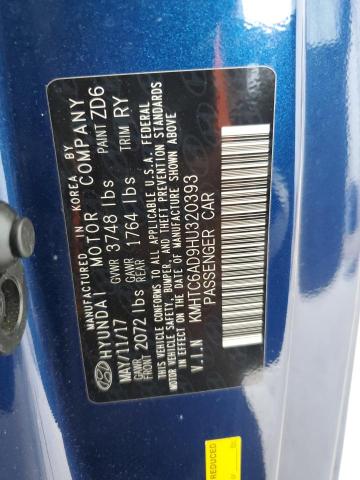 MANUFACTURED IN KOREA BY
HYUNDAI MOTOR COMPANY
MAY/11/17 GVWR 3748 lbs PAINT ZD6
GAWR FRONT 2072 lbs GAWR REAR 1764 lbs TRIM RY
THIS VEHICLE CONFORMS TO ALL APPLICABLE U.S.A. FEDERAL
MOTOR VEHICLE SAFETY, BUMPER, AND THEFT PREVENTION STANDARDS
IN EFFECT ON THE DATE OF MANUFACTURE SHOWN ABOVE
V.I.N KMHTC6AD9HU320393
PASSENGER CAR
REDUCED